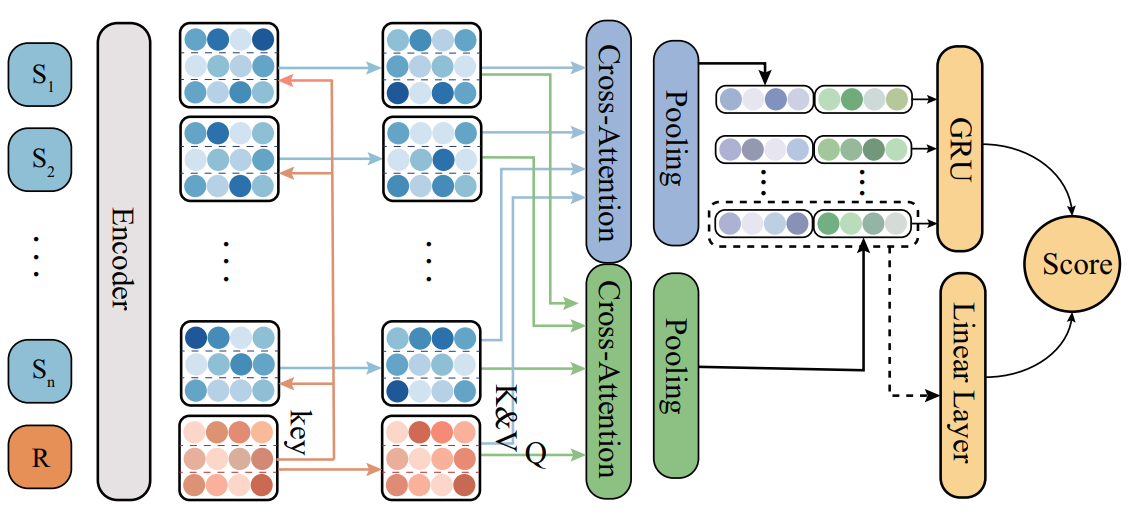 S1
S2
Sn
R
Encoder
key
K&V
Q
Cross-Attention
Cross-Attention
Pooling
Pooling
GRU
Linear Layer
Score